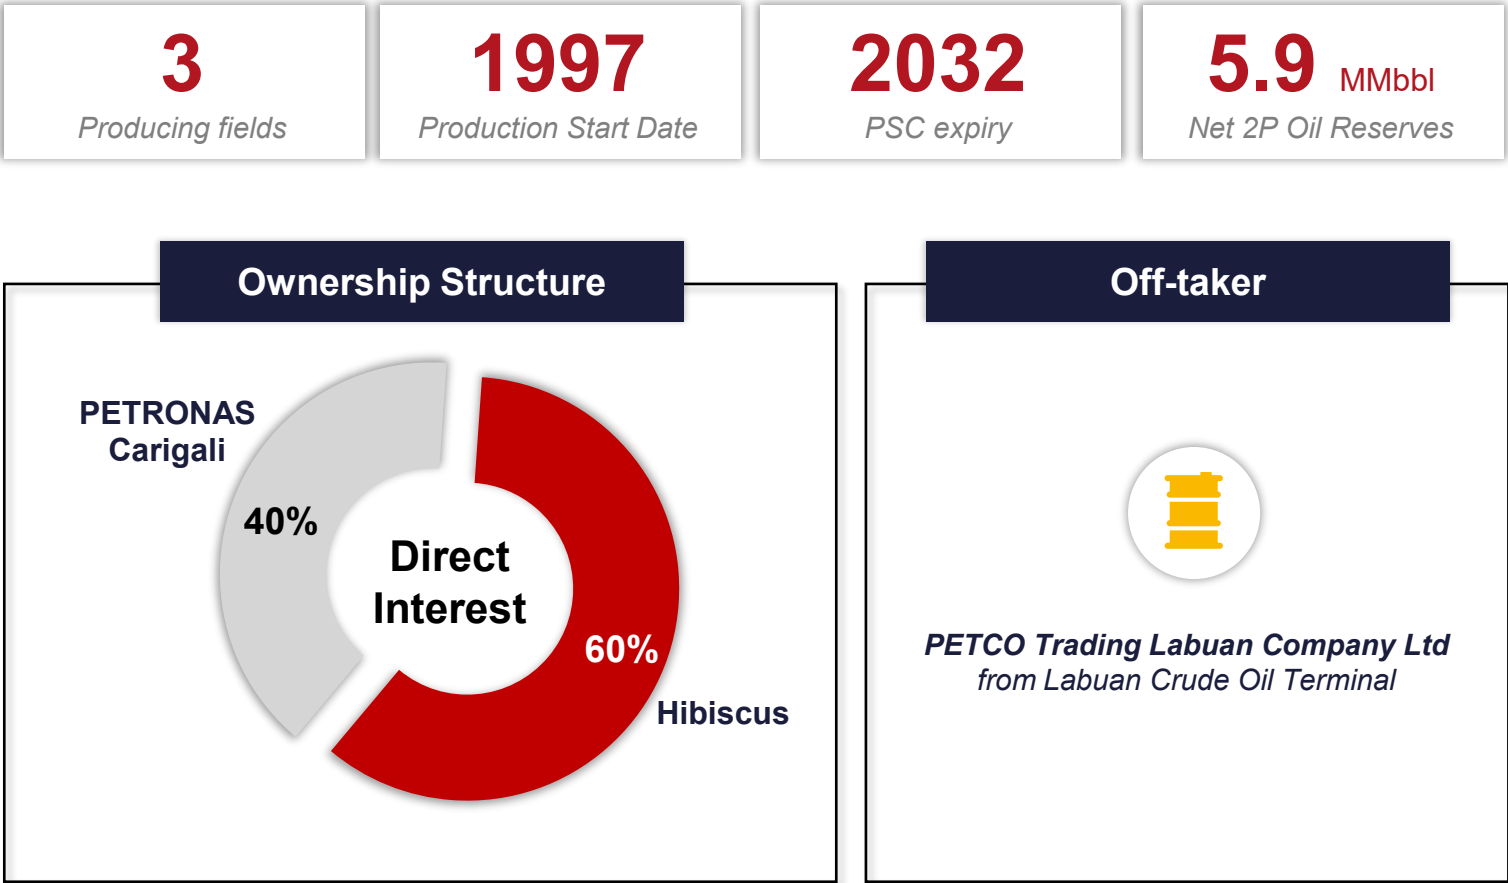 3
Producing fields
1997
Production Start Date
2032
PSC expiry
5.9 MMbbl
Net 2P Oil Reserves
Ownership Structure
PETRONAS
Carigali
40%
Direct
Interest
60%
Hibiscus
Off-taker
PETCO Trading Labuan Company Ltd
from Labuan Crude Oil Terminal